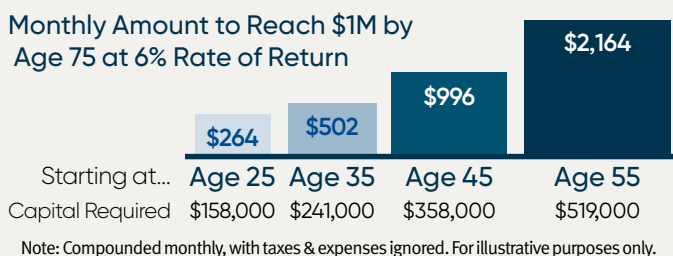 Monthly Amount to Reach $1M by
Age 75 at 6% Rate of Return
$264
$502
$996
$2,164
Starting at... Age 25 Age 35 Age 45 Age 55
Capital Required $158,000 $241,000 $358,000 $519,000
Note: Compounded monthly, with taxes & expenses ignored. For illustrative purposes only.